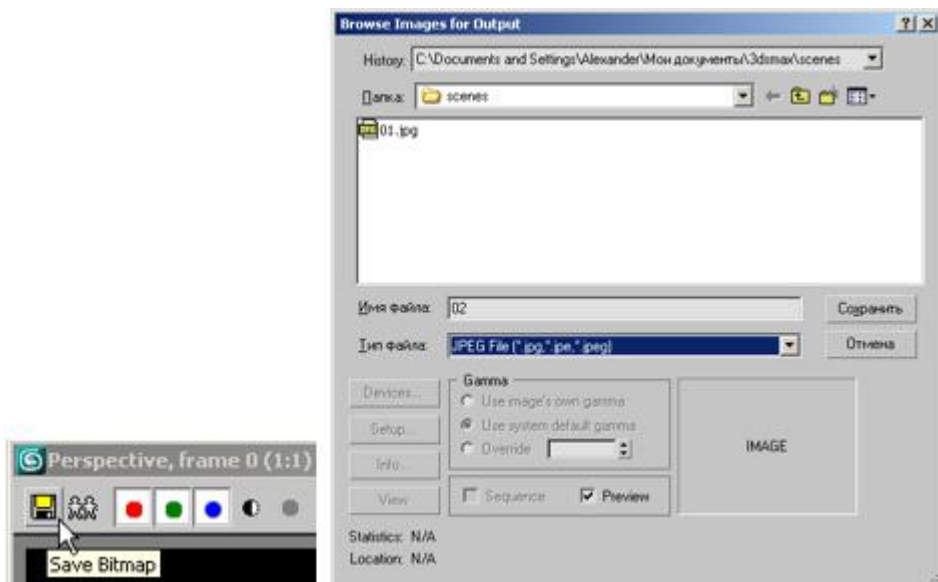 Browse Images for Output
History: C:\Documents and Settings\Alexander\Мои документы\3dsmax\scenes
Папка: scenes
01.jpg
Имя файла: 02
Сохранить
Тип файла: JPEG File (*.jpg,*.jpe,*.jpeg)
Отмена
Devices...
Setup...
Info...
View
Gamma
Use image's own gamma
Use system default gamma
Override
Sequence
Preview
IMAGE
Statistics: N/A
Location: N/A
Perspective, frame 0 (1:1)
Save Bitmap